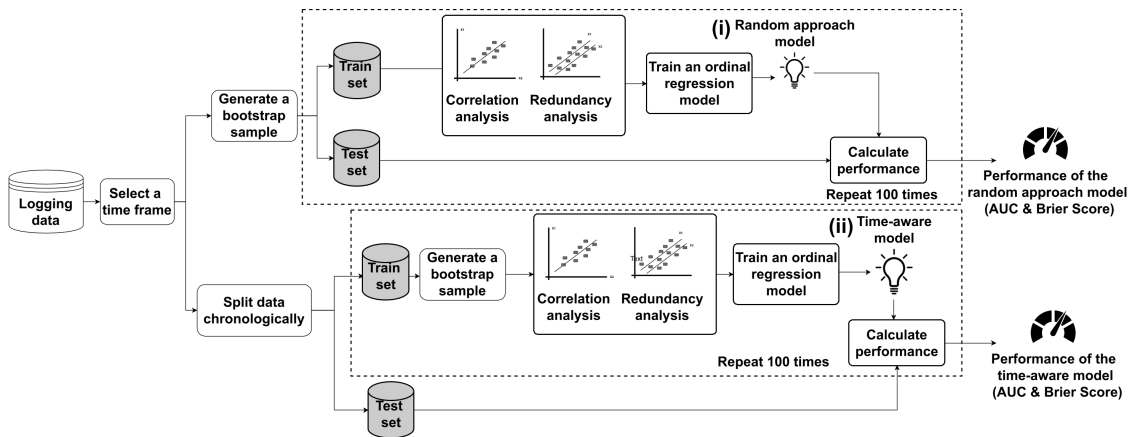 Logging
data
Select a
time frame
Generate a
bootstrap
sample
Train
set
Test
set
Correlation
analysis
Redundancy
analysis
Train an ordinal
regression
model
(i) Random approach
model
Calculate
performance
Repeat 100 times
Performance of the
random approach model
(AUC & Brier Score)
Split data
chronologically
Train
set
Generate a
bootstrap
sample
Text
Correlation
analysis
Redundancy
analysis
Train an ordinal
regression
model
(ii) Time-aware
model
Calculate
performance
Repeat 100 times
Test
set
Performance of the
time-aware model
(AUC & Brier Score)